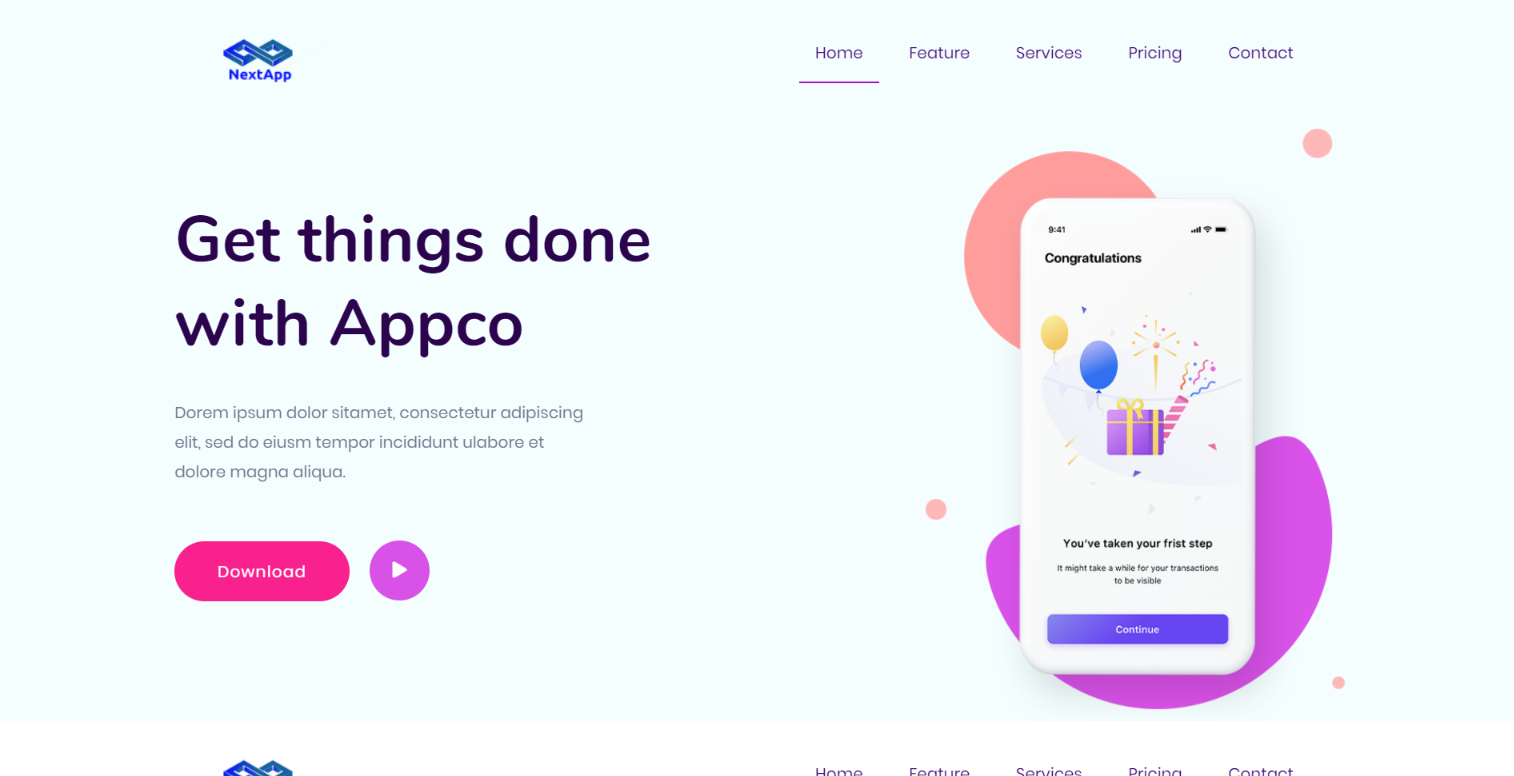 NextApp
Home Feature Services Pricing Contact
Get things done
with Appco
Dorem ipsum dolor sitamet, consectetur adipiscing
elit, sed do eiusm tempor incididunt ulabore et
dolore magna aliqua.
Download
9:41
Congratulations
You've taken your frist step
It might take a while for your transactions
to be visible
Continue
Home Feature Services Pricing Contact